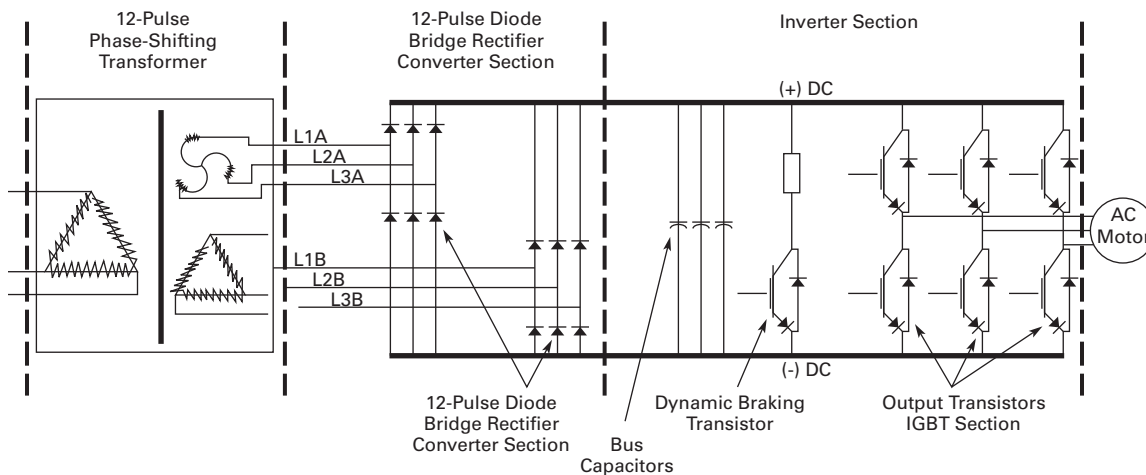 12-Pulse
Phase-Shifting
Transformer
12-Pulse Diode
Bridge Rectifier
Converter Section
Inverter Section
(+) DC
L1A
L2A
L3A
L1B
L2B
L3B
AC
Motor
(-) DC
12-Pulse Diode
Bridge Rectifier
Converter Section
Bus
Capacitors
Dynamic Braking
Transistor
Output Transistors
IGBT Section